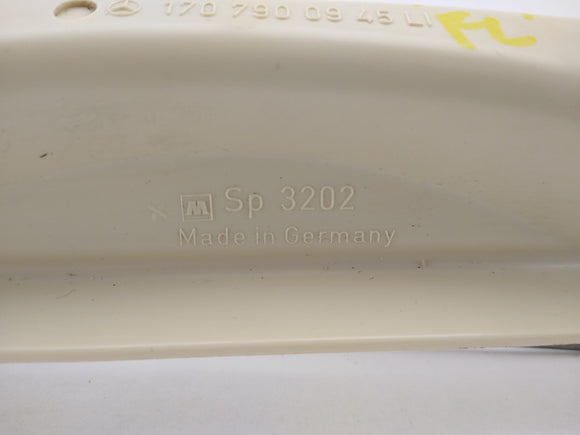 170 790 09 45 LI
FL
M Sp 3202
Made in Germany